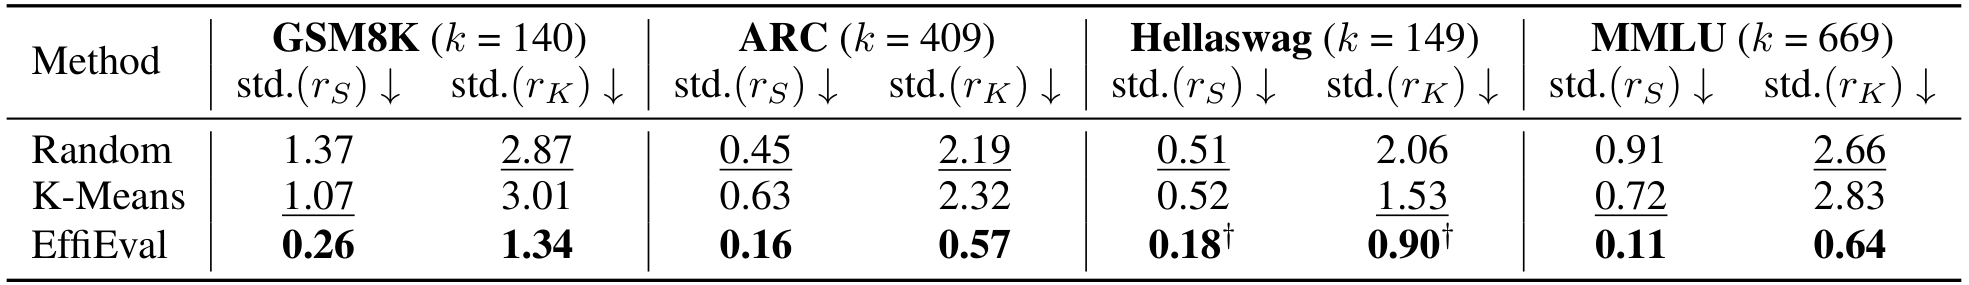 Method GSM8K (k = 140) ARC (k = 409) Hellaswag (k = 149) MMLU (k = 669)
std.(r_S) ↓ std.(r_K) ↓ std.(r_S) ↓ std.(r_K) ↓ std.(r_S) ↓ std.(r_K) ↓ std.(r_S) ↓ std.(r_K) ↓
Random 1.37 2.87 0.45 2.19 0.51 2.06 0.91 2.66
K-Means 1.07 3.01 0.63 2.32 0.52 1.53 0.72 2.83
EffiEval 0.26 1.34 0.16 0.57 0.18† 0.90† 0.11 0.64